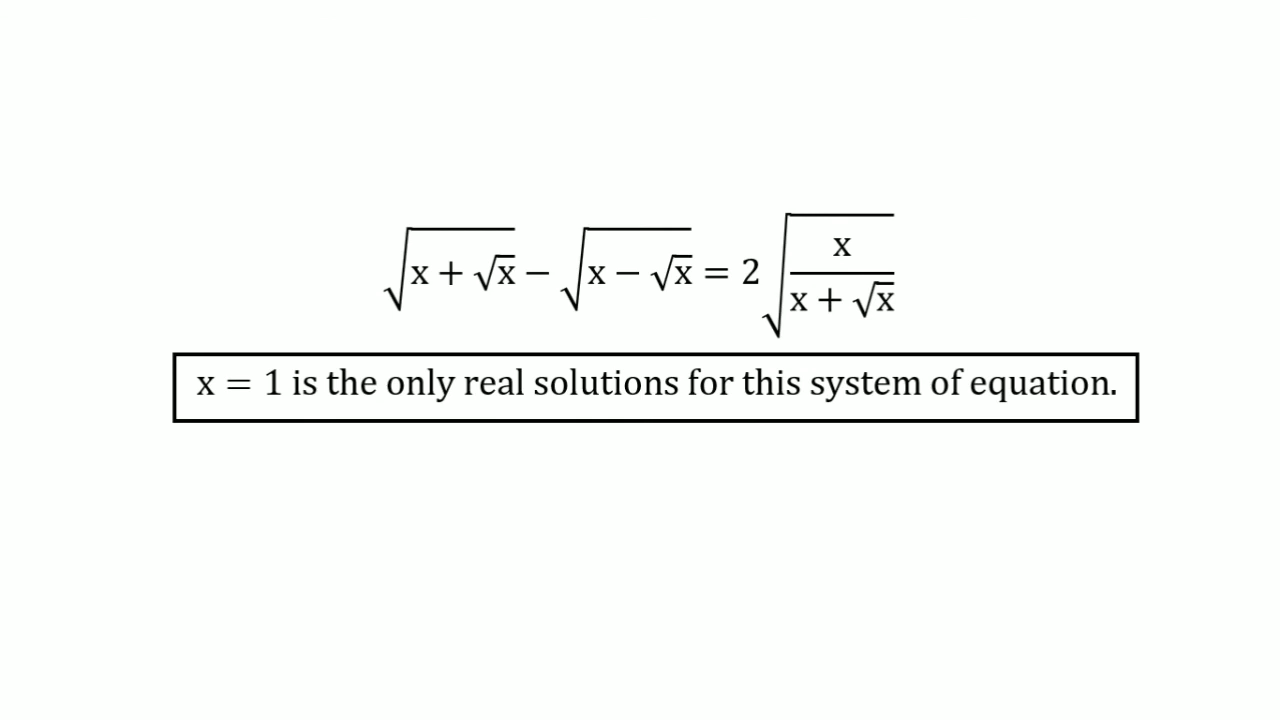 √(x + √x) − √(x − √x) = 2√(x/(x + √x))
x = 1 is the only real solutions for this system of equation.